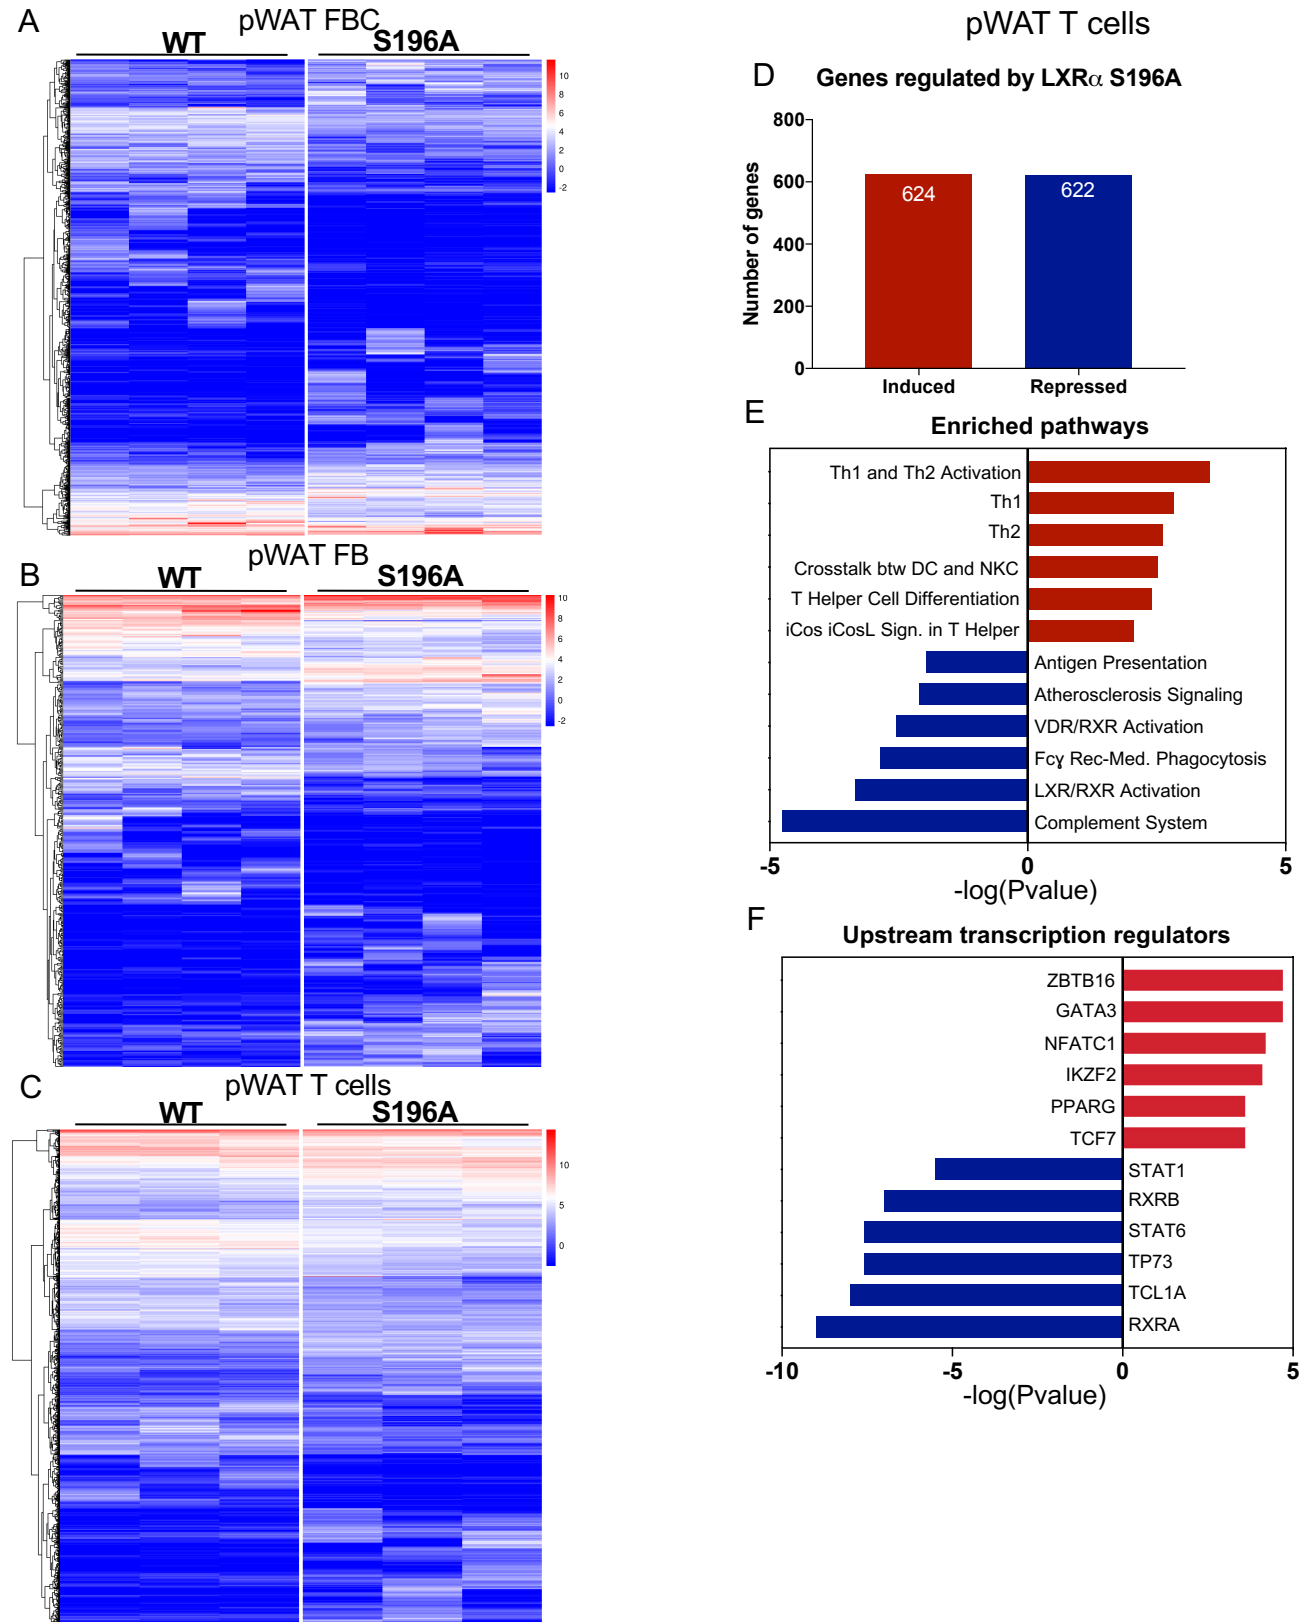 A
pWAT FBC
WT
S196A
10
8
6
4
2
0
-2
B
pWAT FB
WT
S196A
10
8
6
4
2
0
-2
C
pWAT T cells
WT
S196A
10
5
0
pWAT T cells
D
Genes regulated by LXRα S196A
Number of genes
800
600
400
200
0
624
622
Induced
Repressed
E
Enriched pathways
Th1 and Th2 Activation
Th1
Th2
Crosstalk btw DC and NKC
T Helper Cell Differentiation
iCos iCosL Sign. in T Helper
Antigen Presentation
Atherosclerosis Signaling
VDR/RXR Activation
Fcɣ Rec-Med. Phagocytosis
LXR/RXR Activation
Complement System
-5
0
5
-log(Pvalue)
F
Upstream transcription regulators
ZBTB16
GATA3
NFATC1
IKZF2
PPARG
TCF7
STAT1
RXRB
STAT6
TP73
TCL1A
RXRA
-10
-5
0
5
-log(Pvalue)